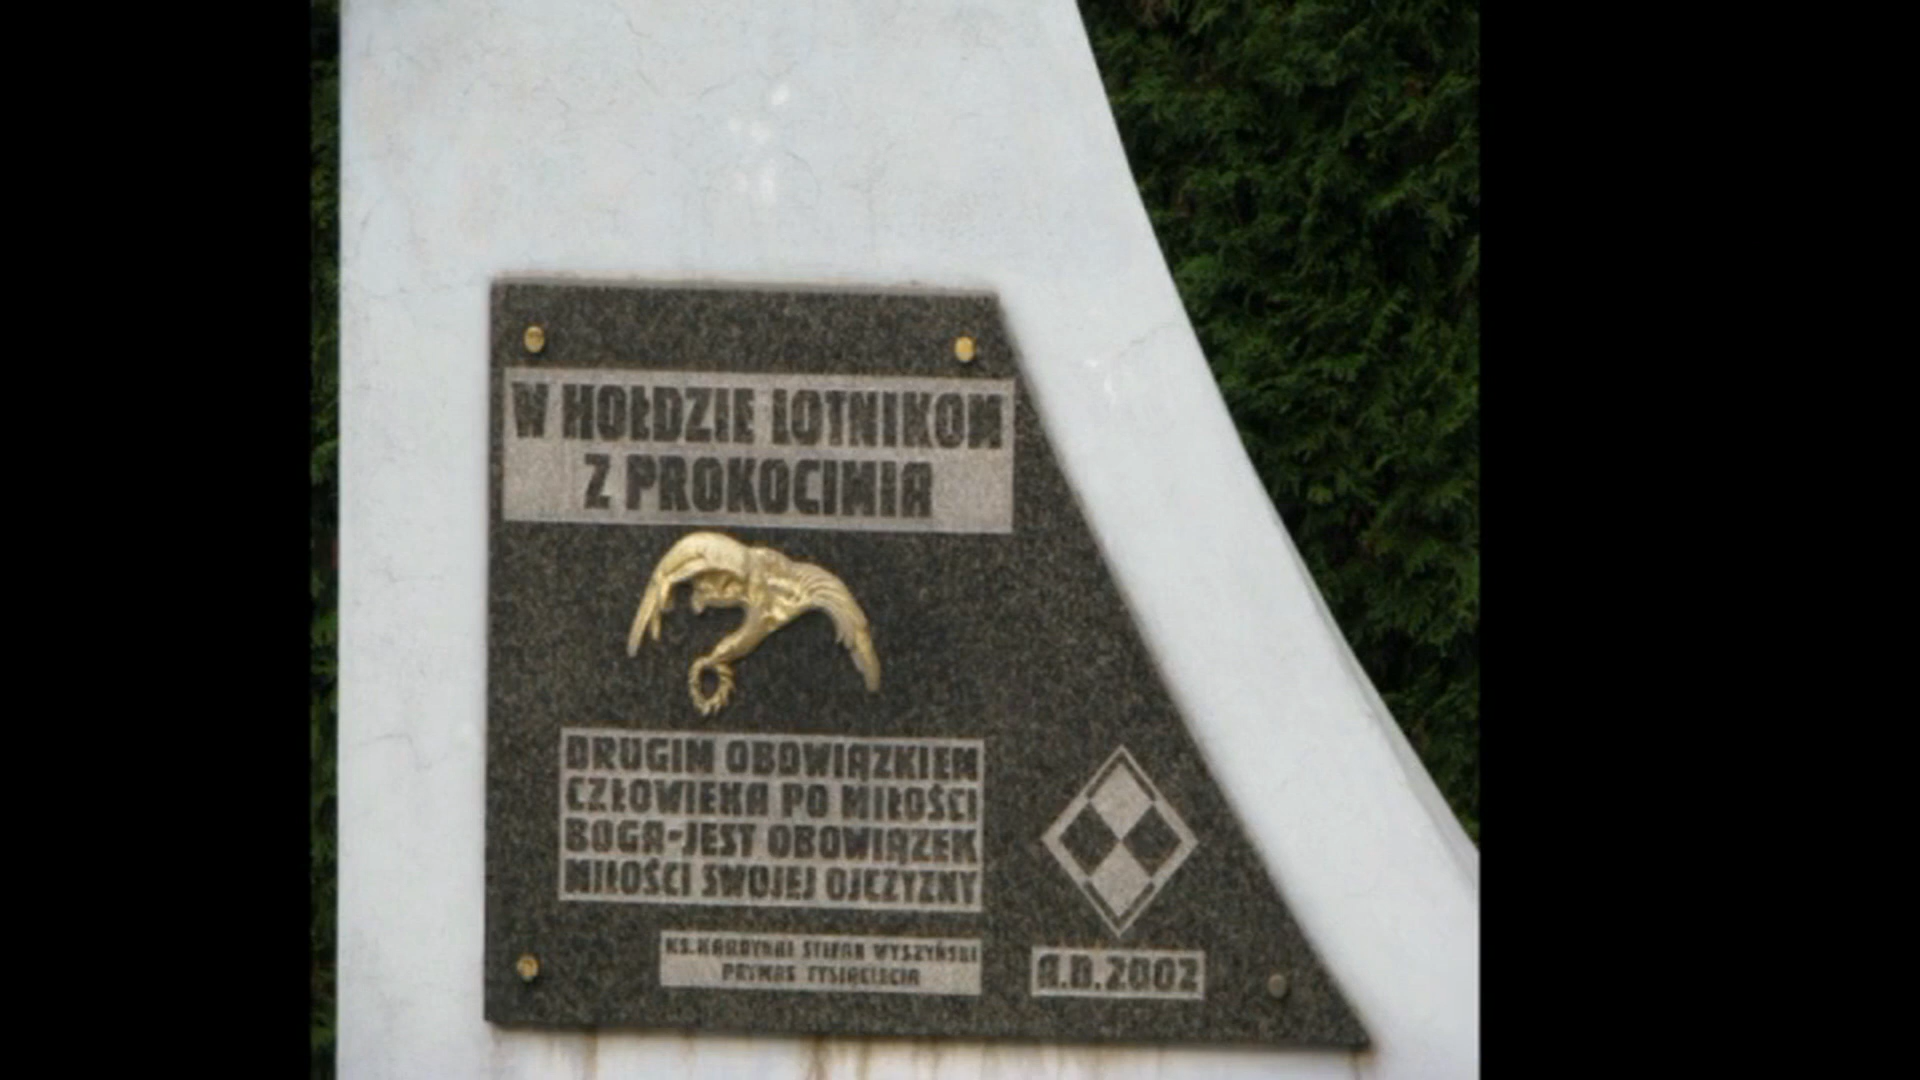 W HOŁDZIE LOTNIKOM
Z PROKOCIMIA
DRUGIM OBOWIĄZKIEM
CZŁOWIEKA PO MIŁOŚCI
BOGA-JEST OBOWIĄZEK
MIŁOŚCI SWOJEJ OJCZYZNY
KS. KARDYNAŁ STEFAN WYSZYŃSKI
PRYMAS TYSIĄCLECIA
A.D.2002